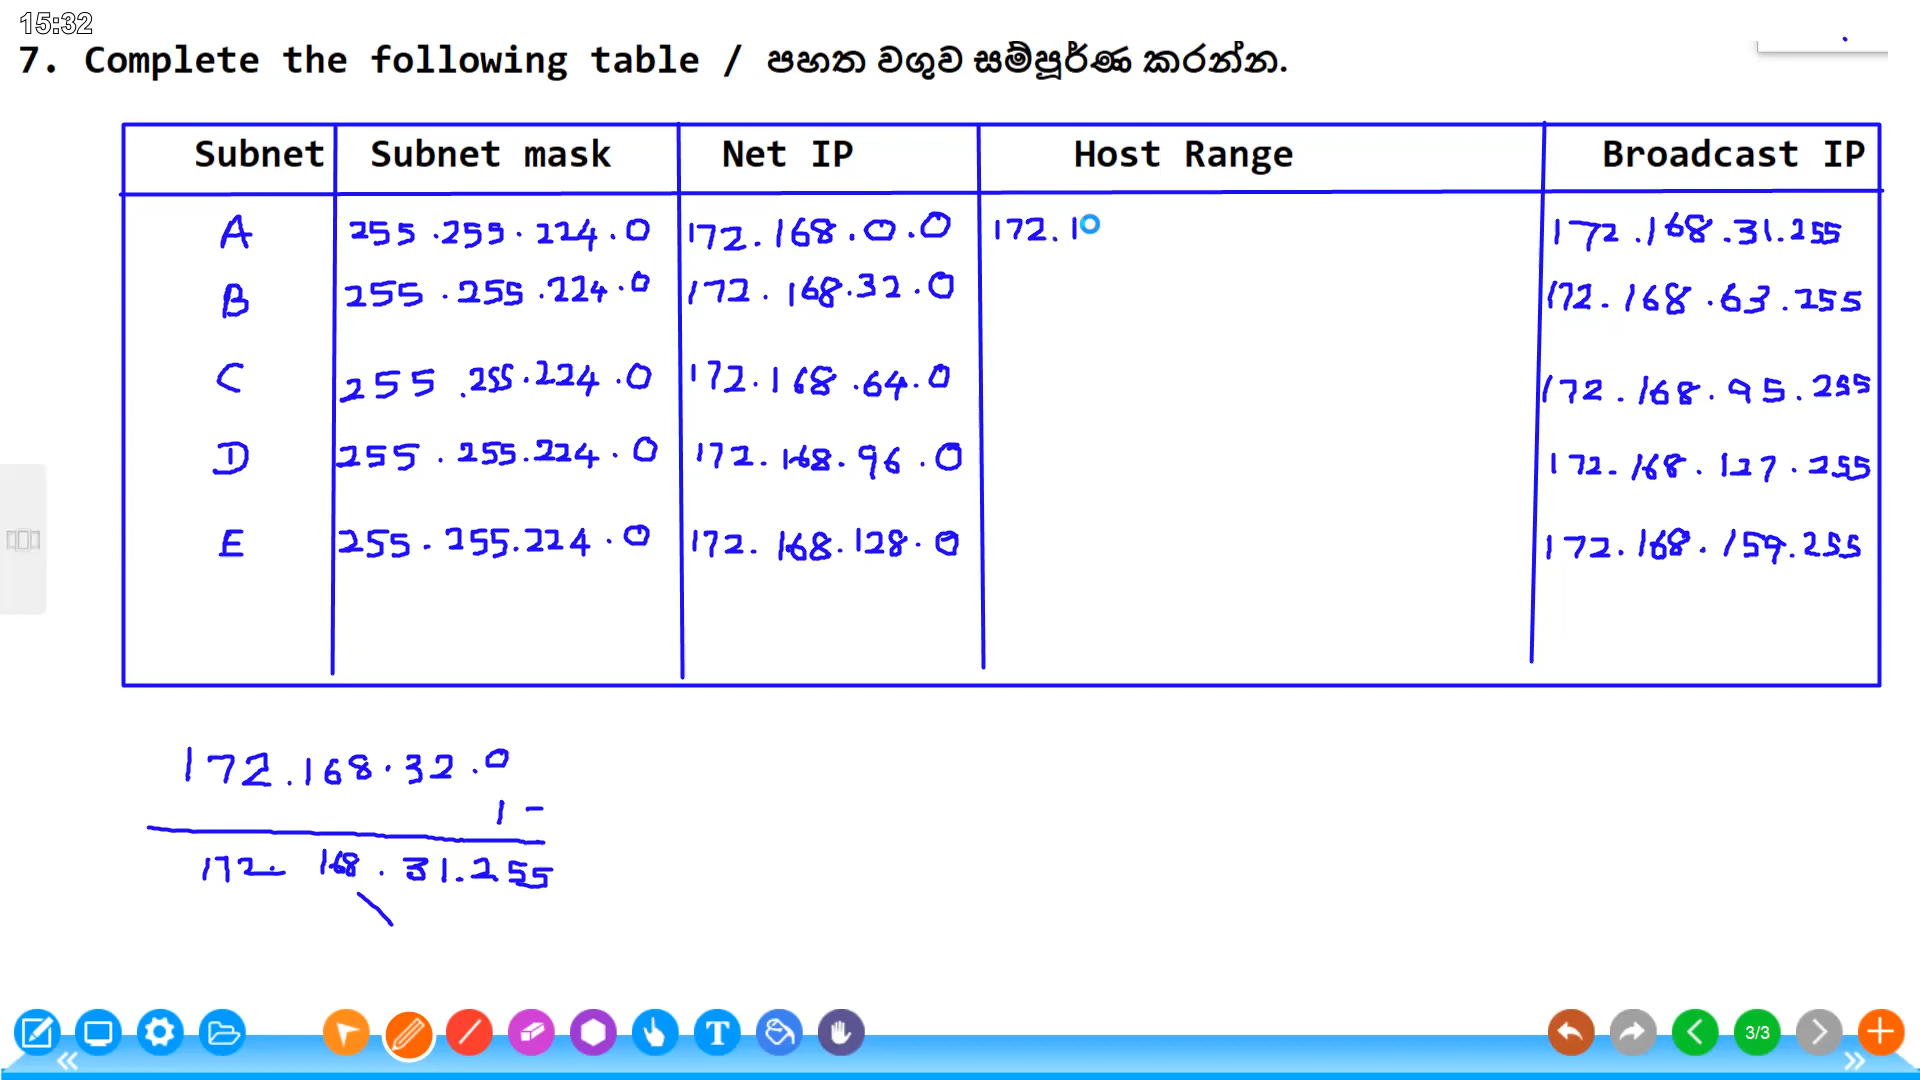 15:32
7. Complete the following table / පහත වගුව සම්පූර්ණ කරන්න.
Subnet Subnet mask Net IP Host Range Broadcast IP
A 255.255.224.0 172.168.0.0 172.1 172.168.31.255
B 255.255.224.0 172.168.32.0 172.168.63.255
C 255.255.224.0 172.168.64.0 172.168.95.255
D 255.255.224.0 172.168.96.0 172.168.127.255
E 255.255.224.0 172.168.128.0 172.168.159.255
172.168.32.0
1 -
172. 168.31.255
T 3/3